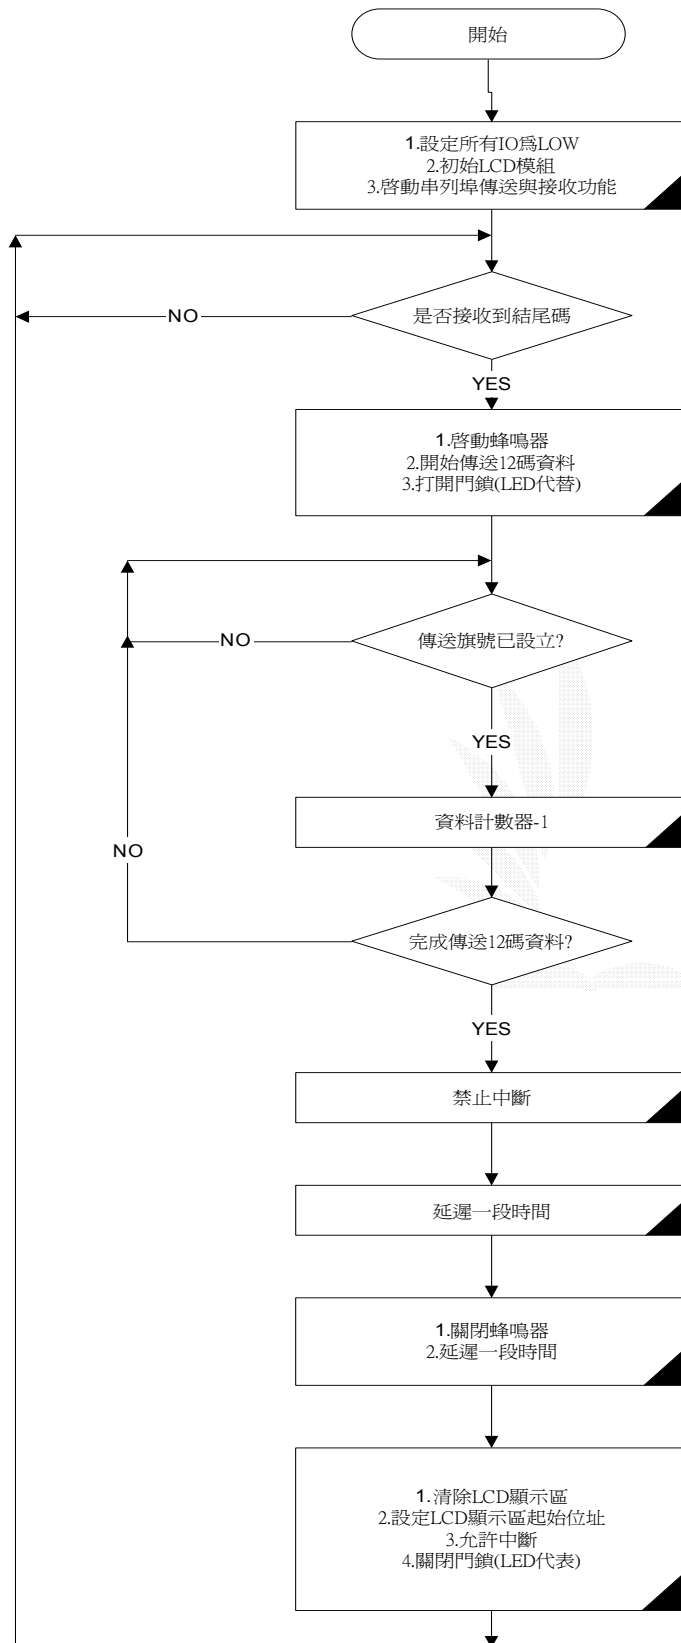 開始
1.設定所有IO爲LOW
2.初始LCD模組
3.啓動串列埠傳送與接收功能
是否接收到結尾碼
NO
YES
1.啓動蜂鳴器
2.開始傳送12碼資料
3.打開門鎖(LED代替)
傳送旗號已設立?
NO
YES
資料計數器-1
NO
完成傳送12碼資料?
YES
禁止中斷
延遲一段時間
1.關閉蜂鳴器
2.延遲一段時間
1.清除LCD顯示區
2.設定LCD顯示區起始位址
3.允許中斷
4.關閉門鎖(LED代表)